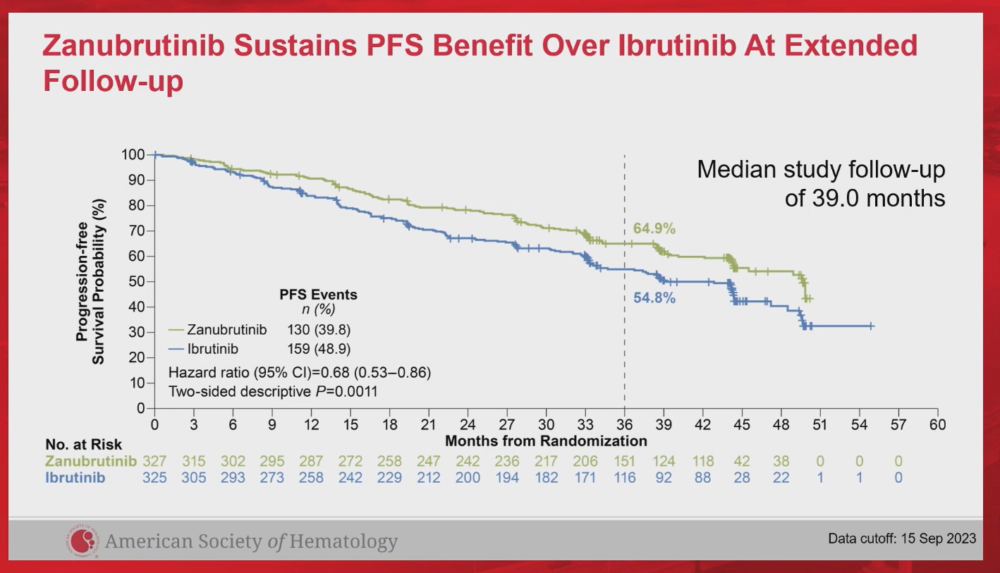 Zanubrutinib Sustains PFS Benefit Over Ibrutinib At Extended
Follow-up
Median study follow-up
of 39.0 months
Progression-free
Survival Probability (%)
100
90
80
70
60
50
40
30
20
10
0
64.9%
54.8%
PFS Events
n (%)
Zanubrutinib 130 (39.8)
Ibrutinib 159 (48.9)
Hazard ratio (95% CI)=0.68 (0.53–0.86)
Two-sided descriptive P=0.0011
0 3 6 9 12 15 18 21 24 27 30 33 36 39 42 45 48 51 54 57 60
Months from Randomization
No. at Risk
Zanubrutinib 327 315 302 295 287 272 258 247 242 236 217 206 151 124 118 42 38 0 0 0
Ibrutinib 325 305 293 273 258 242 229 212 200 194 182 171 116 92 88 28 22 1 1 0
American Society of Hematology
Data cutoff: 15 Sep 2023